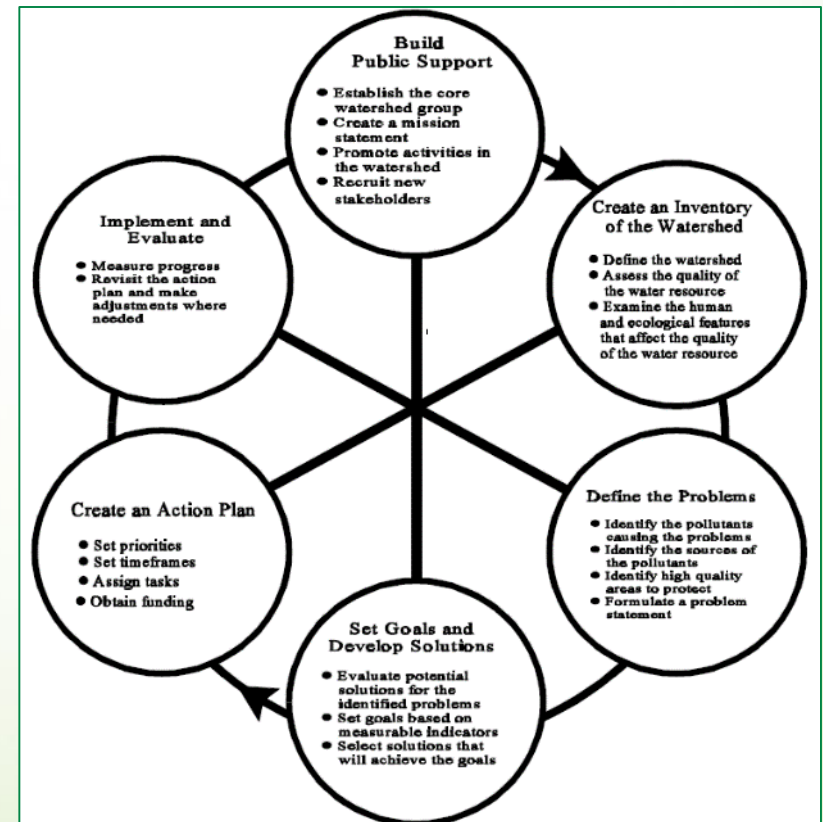 Build
Public Support
● Establish the core
watershed group
● Create a mission
statement
● Promote activities in
the watershed
● Recruit new
stakeholders
Create an Inventory
of the Watershed
● Define the watershed
● Assess the quality of
the water resource
● Examine the human
and ecological features
that affect the quality
of the water resource
Define the Problems
● Identify the pollutants
causing the problems
● Identify the sources of
the pollutants
● Identify high quality
areas to protect
● Formulate a problem
statement
Set Goals and
Develop Solutions
● Evaluate potential
solutions for the
identified problems
● Set goals based on
measurable indicators
● Select solutions that
will achieve the goals
Create an Action Plan
● Set priorities
● Set timeframes
● Assign tasks
● Obtain funding
Implement and
Evaluate
● Measure progress
● Revisit the action
plan and make
adjustments where
needed